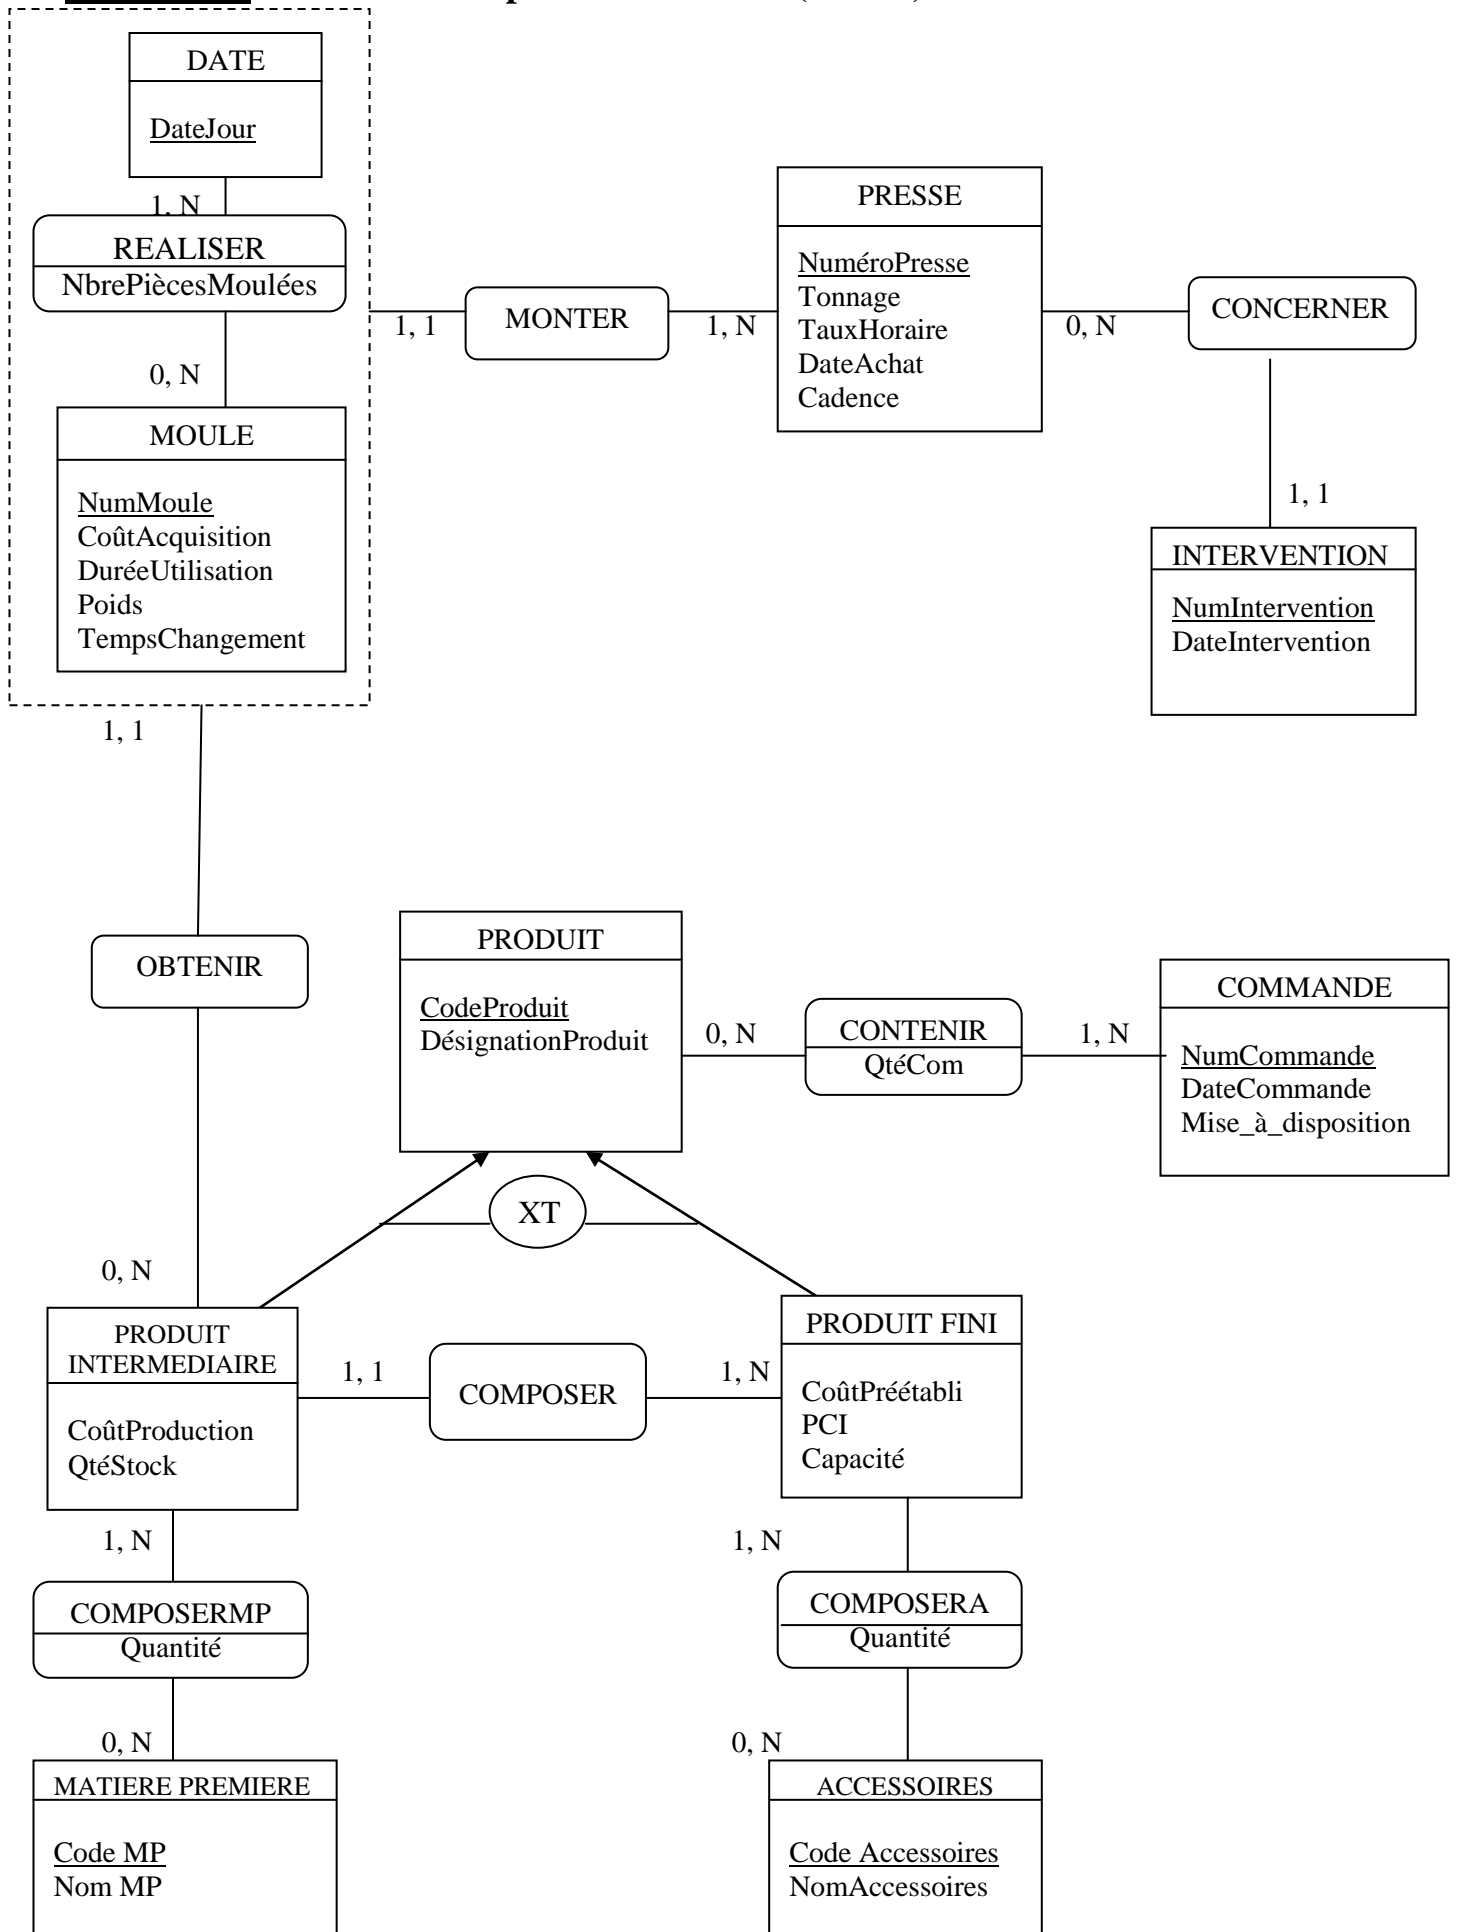 DATE
DateJour
1, N
REALISER
NbrePiècesMoulées
0, N
MOULE
NumMoule
CoûtAcquisition
DuréeUtilisation
Poids
TempsChangement
1, 1
MONTER
1, N
PRESSE
NuméroPresse
Tonnage
TauxHoraire
DateAchat
Cadence
0, N
CONCERNER
1, 1
INTERVENTION
NumIntervention
DateIntervention
1, 1
OBTENIR
0, N
PRODUIT
CodeProduit
DésignationProduit
0, N
CONTENIR
QtéCom
1, N
COMMANDE
NumCommande
DateCommande
Mise_à_disposition
XT
PRODUIT
INTERMEDIAIRE
CoûtProduction
QtéStock
1, 1
COMPOSER
1, N
PRODUIT FINI
CoûtPréétabli
PCI
Capacité
1, N
COMPOSERMP
Quantité
0, N
MATIERE PREMIERE
Code MP
Nom MP
1, N
COMPOSERA
Quantité
0, N
ACCESSOIRES
Code Accessoires
NomAccessoires